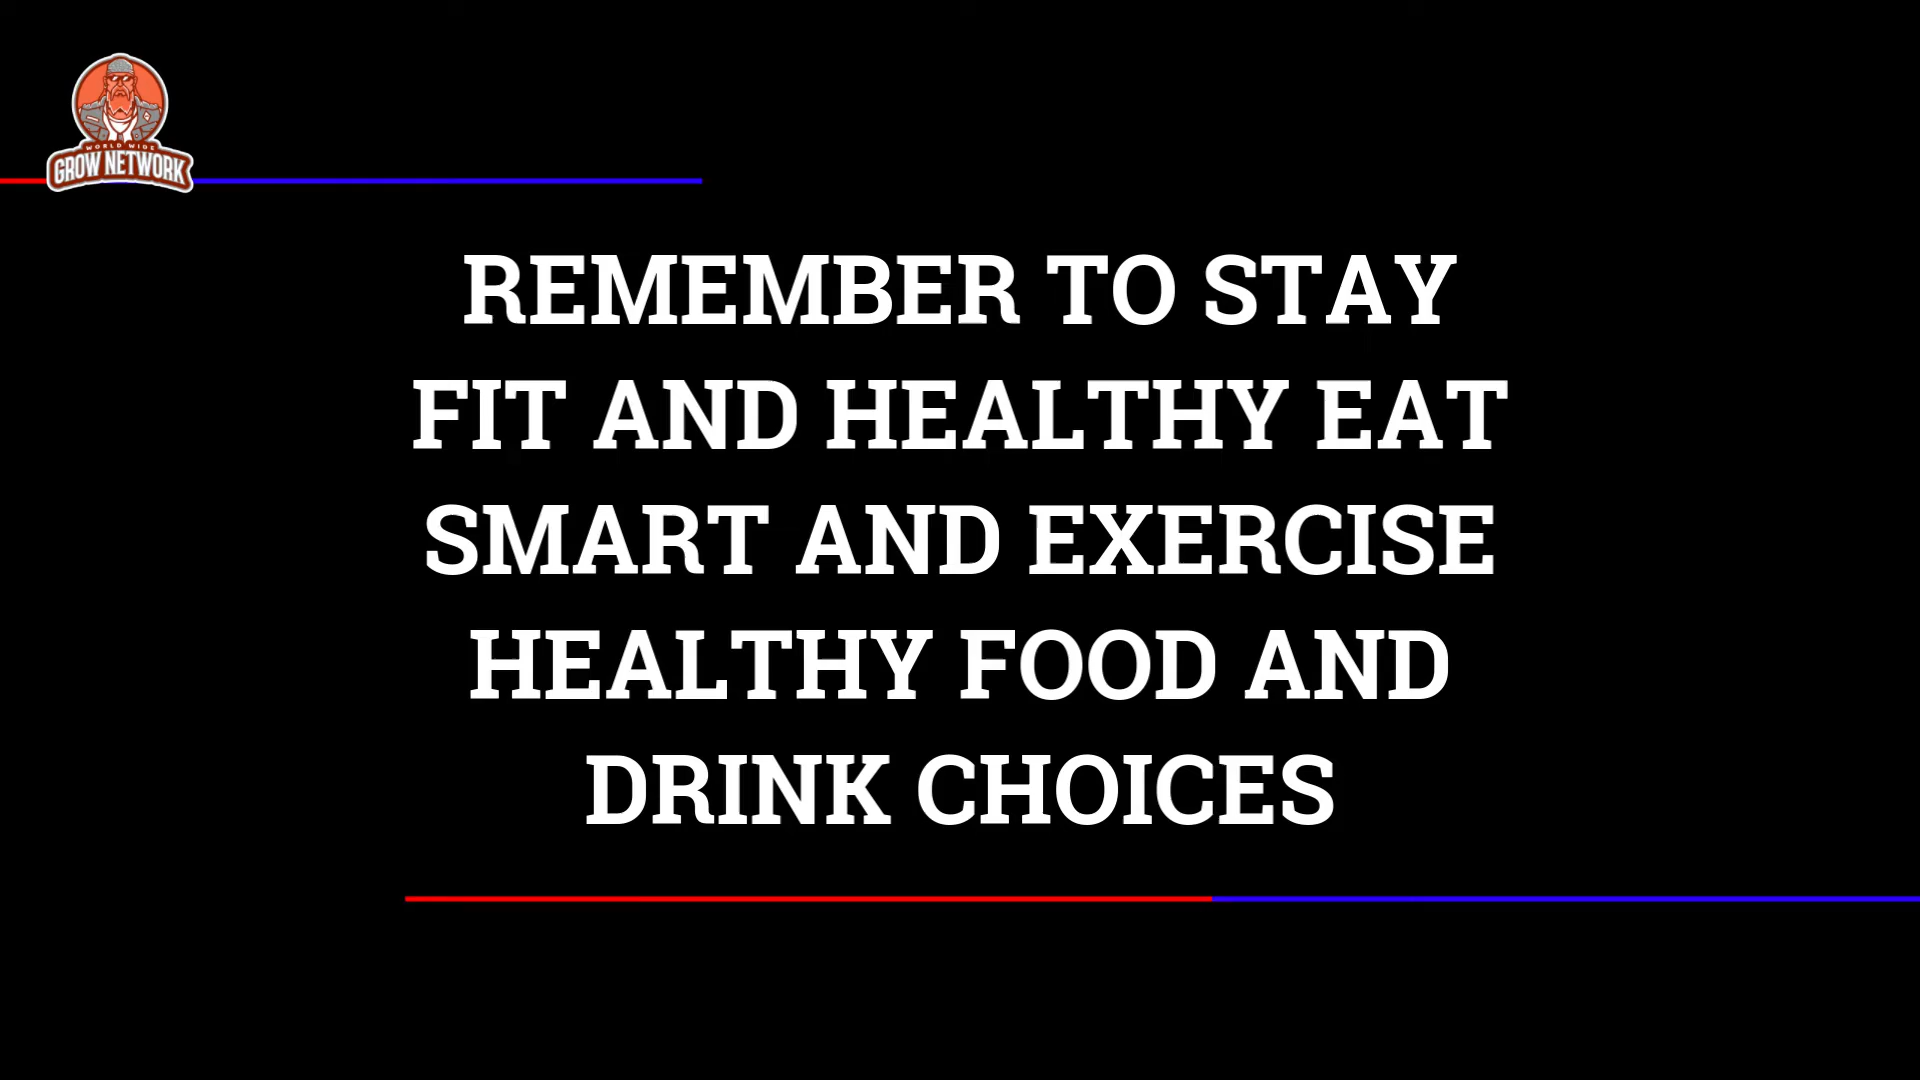 WORLD WIDE
GROW NETWORK
REMEMBER TO STAY
FIT AND HEALTHY EAT
SMART AND EXERCISE
HEALTHY FOOD AND
DRINK CHOICES